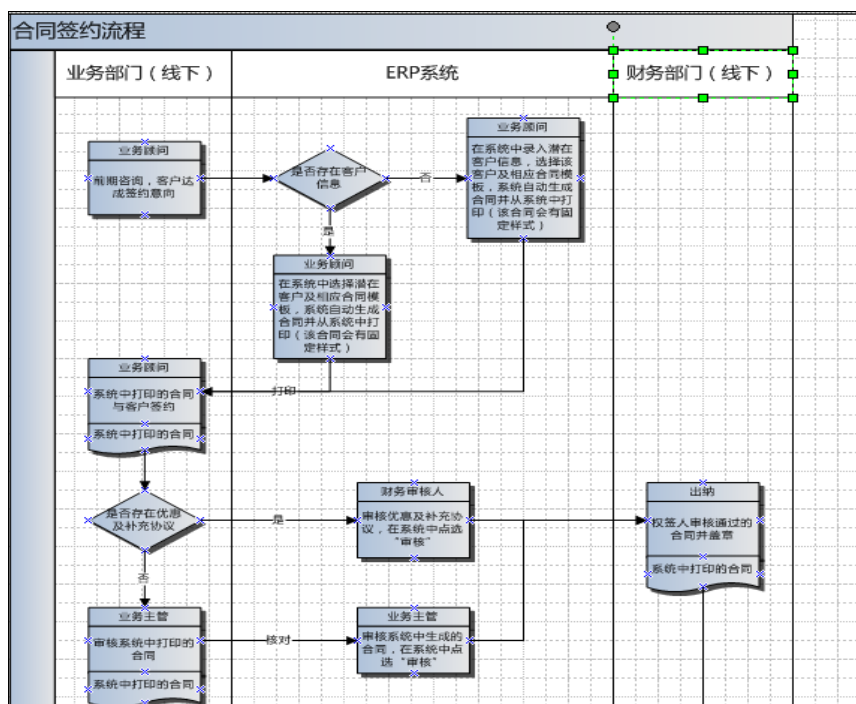 合同签约流程
业务部门（线下）
ERP系统
财务部门（线下）
业务顾问
前期咨询，客户达
成签约意向
是否存在客户
信息
否
业务顾问
在系统中录入潜在
客户信息，选择该
客户及相应合同模
板，系统自动生成
合同并从系统中打
印（该合同会有固
定样式）
是
业务顾问
在系统中选择潜在
客户及相应合同模
板，系统自动生成
合同并从系统中打
印（该合同会有固
定样式）
打印
业务顾问
系统中打印的合同
与客户签约
系统中打印的合同
是否存在优惠
及补充协议
是
财务审核人
审核优惠及补充协
议，在系统中点选
“审核”
出纳
权签人审核通过的
合同并盖章
系统中打印的合同
否
业务主管
审核系统中打印的
合同
系统中打印的合同
核对
业务主管
审核系统中生成的
合同，在系统中点
选“审核”